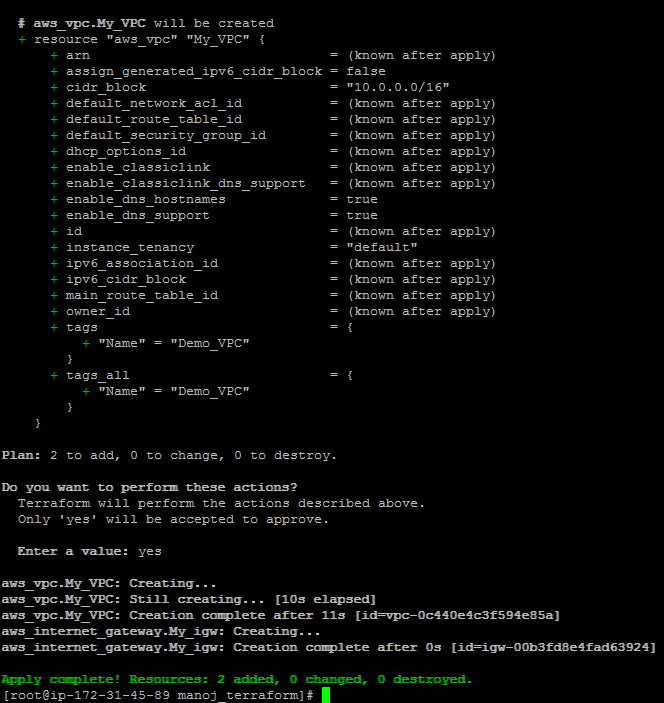 # aws_vpc.My_VPC will be created
+ resource "aws_vpc" "My_VPC" {
+ arn = (known after apply)
+ assign_generated_ipv6_cidr_block = false
+ cidr_block = "10.0.0.0/16"
+ default_network_acl_id = (known after apply)
+ default_route_table_id = (known after apply)
+ default_security_group_id = (known after apply)
+ dhcp_options_id = (known after apply)
+ enable_classiclink = (known after apply)
+ enable_classiclink_dns_support = (known after apply)
+ enable_dns_hostnames = true
+ enable_dns_support = true
+ id = (known after apply)
+ instance_tenancy = "default"
+ ipv6_association_id = (known after apply)
+ ipv6_cidr_block = (known after apply)
+ main_route_table_id = (known after apply)
+ owner_id = (known after apply)
+ tags = {
+ "Name" = "Demo_VPC"
}
+ tags_all = {
+ "Name" = "Demo_VPC"
}
}
Plan: 2 to add, 0 to change, 0 to destroy.
Do you want to perform these actions?
Terraform will perform the actions described above.
Only 'yes' will be accepted to approve.
Enter a value: yes
aws_vpc.My_VPC: Creating...
aws_vpc.My_VPC: Still creating... [10s elapsed]
aws_vpc.My_VPC: Creation complete after 11s [id=vpc-0c440e4c3f594e85a]
aws_internet_gateway.My_igw: Creating...
aws_internet_gateway.My_igw: Creation complete after 0s [id=igw-00b3fd8e4fad63924]
Apply complete! Resources: 2 added, 0 changed, 0 destroyed.
[root@ip-172-31-45-89 manoj_terraform]#